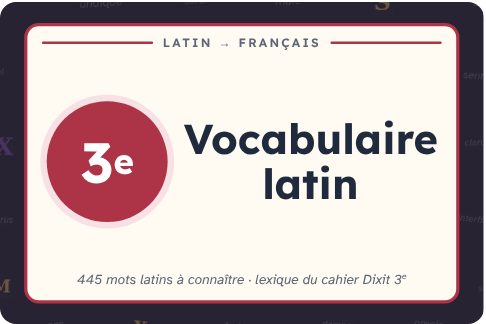 LATIN → FRANÇAIS
3e
Vocabulaire
latin
445 mots latins à connaître · lexique du cahier Dixit 3e